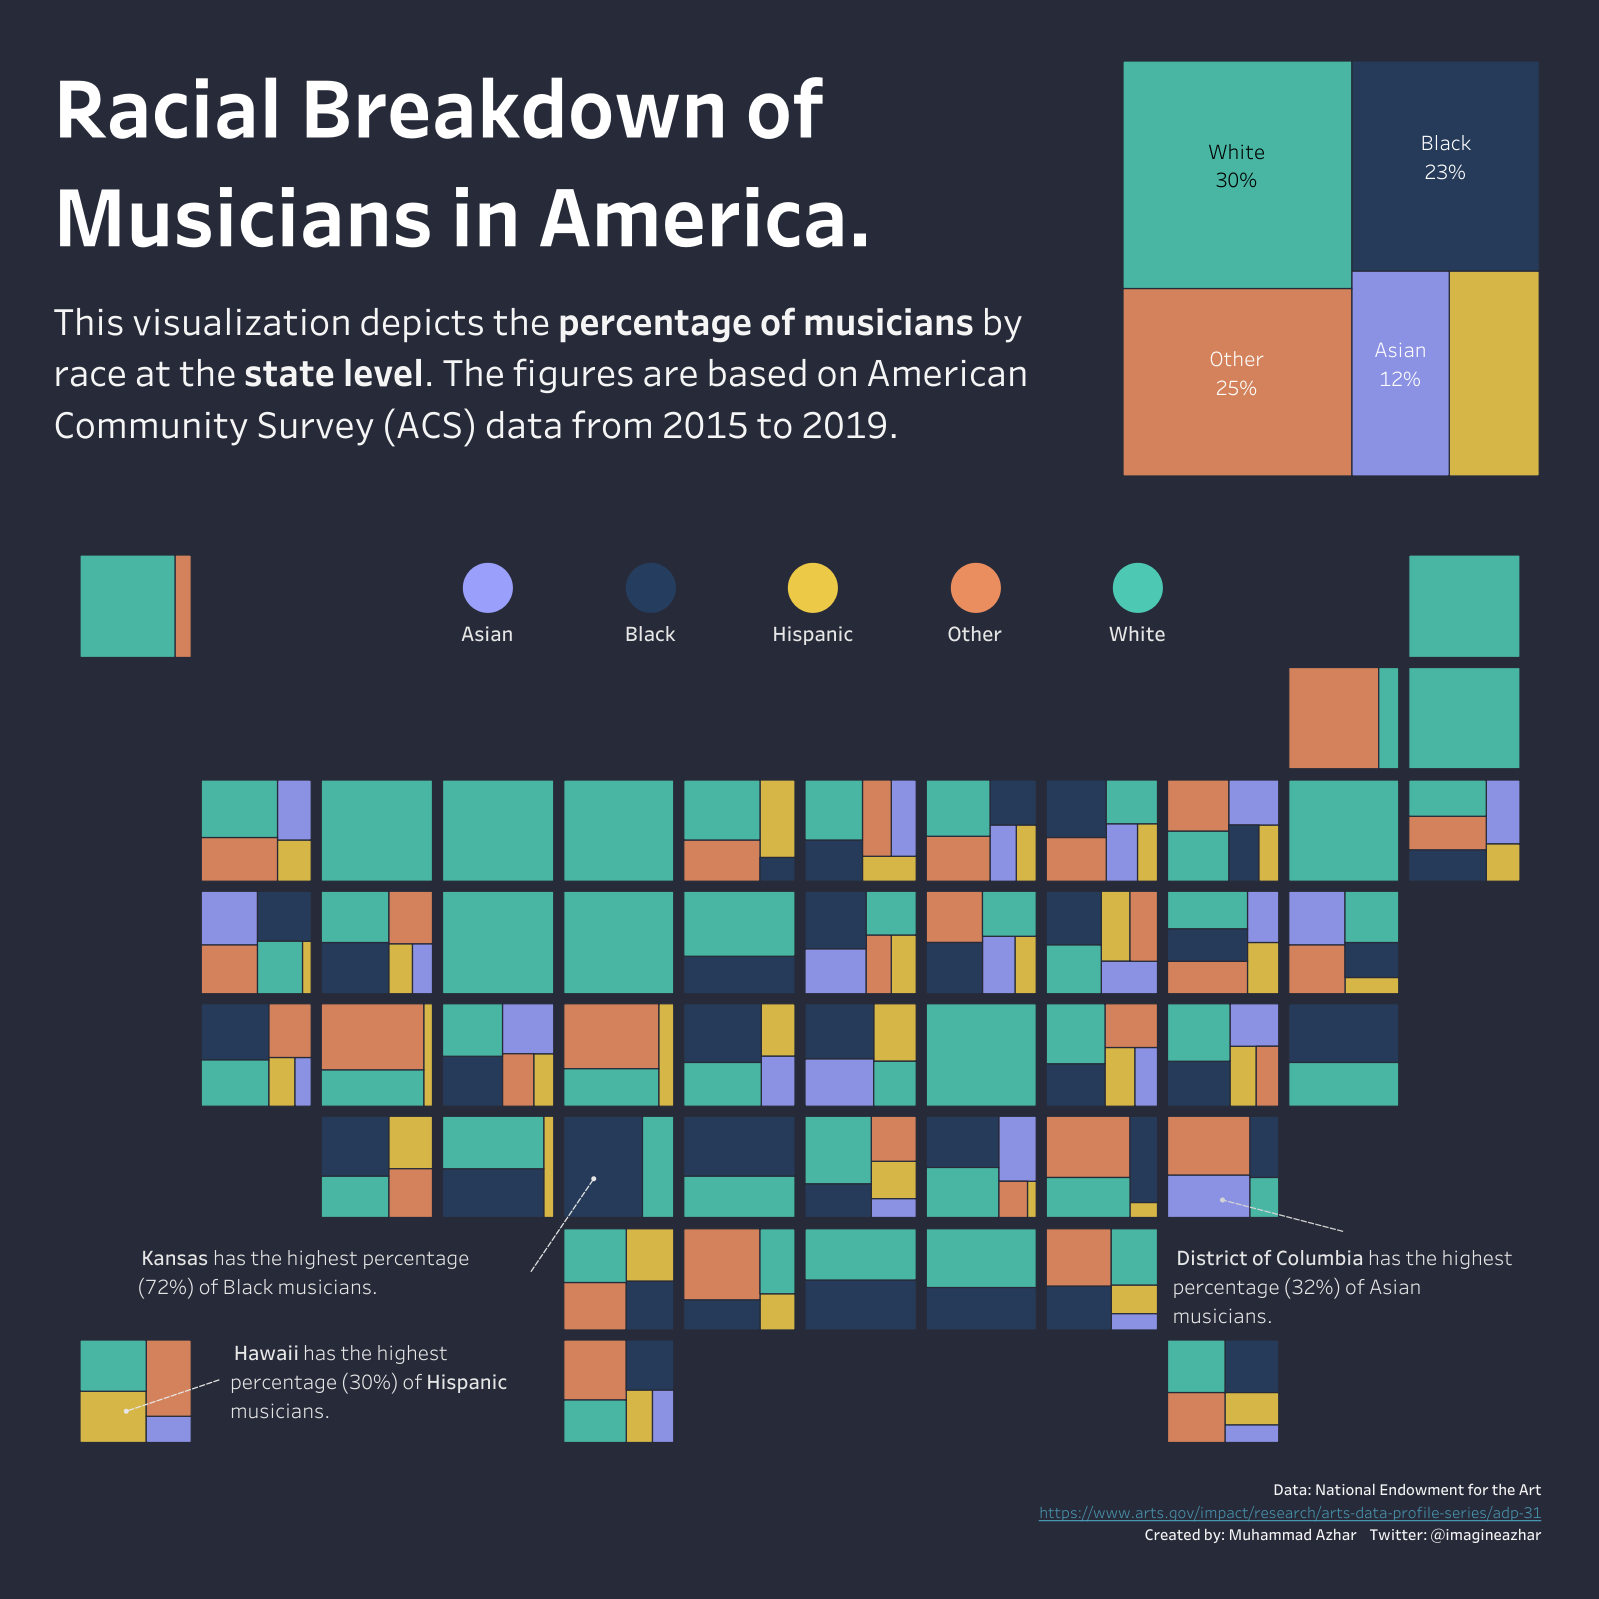 Racial Breakdown of
Musicians in America.
This visualization depicts the percentage of musicians by
race at the state level. The figures are based on American
Community Survey (ACS) data from 2015 to 2019.
White
30%
Black
23%
Other
25%
Asian
12%
Asian
Black
Hispanic
Other
White
Kansas has the highest percentage
(72%) of Black musicians.
District of Columbia has the highest
percentage (32%) of Asian
musicians.
Hawaii has the highest
percentage (30%) of Hispanic
musicians.
Data: National Endowment for the Art
https://www.arts.gov/impact/research/arts-data-profile-series/adp-31
Created by: Muhammad Azhar Twitter: @imagineazhar